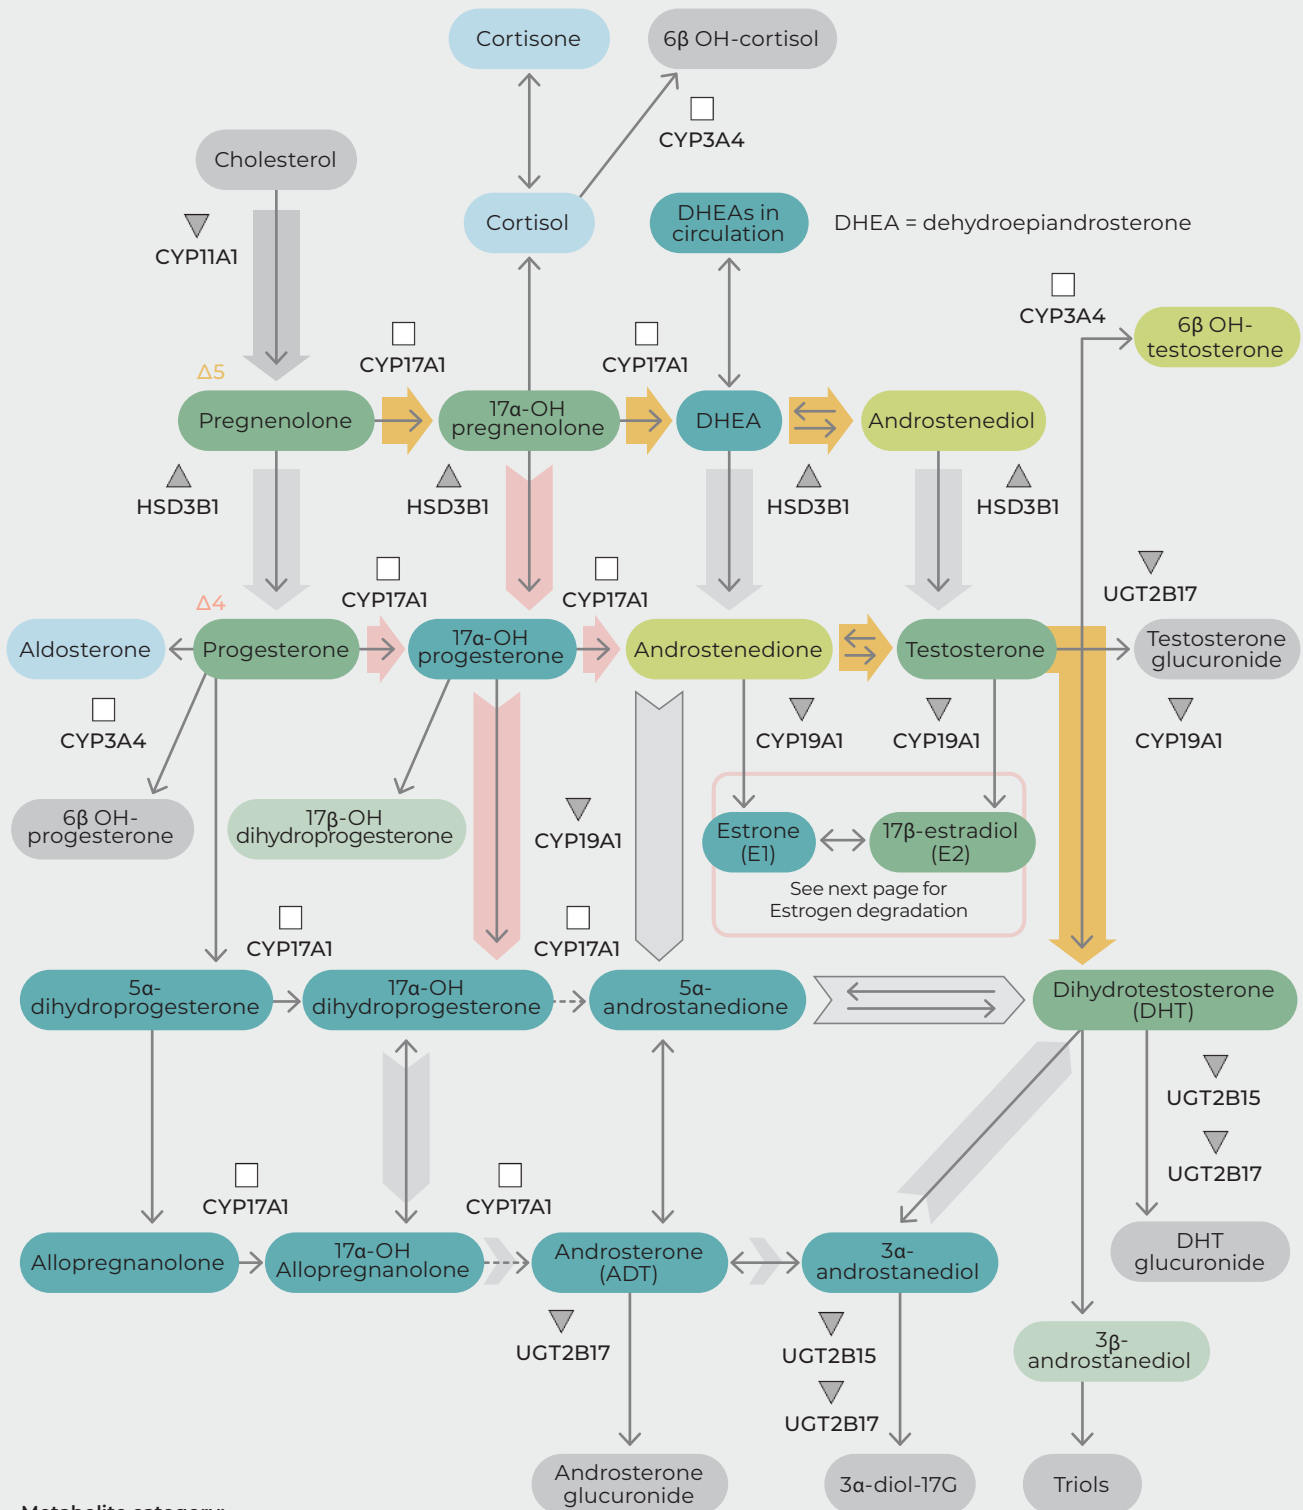 Cortisone
6β OH-cortisol
CYP3A4
Cholesterol
CYP11A1
Cortisol
DHEAs in
circulation
DHEA = dehydroepiandrosterone
CYP3A4
6β OH-
testosterone
CYP17A1
CYP17A1
Δ5
Pregnenolone
17α-OH
pregnenolone
DHEA
Androstenediol
HSD3B1
HSD3B1
HSD3B1
HSD3B1
CYP17A1
CYP17A1
UGT2B17
Δ4
Aldosterone
Progesterone
17α-OH
progesterone
Androstenedione
Testosterone
Testosterone
glucuronide
CYP3A4
CYP19A1
CYP19A1
CYP19A1
6β OH-
progesterone
17β-OH
dihydroprogesterone
CYP19A1
Estrone
(E1)
17β-estradiol
(E2)
See next page for
Estrogen degradation
CYP17A1
CYP17A1
5α-
dihydroprogesterone
17α-OH
dihydroprogesterone
5α-
androstanedione
Dihydrotestosterone
(DHT)
UGT2B15
UGT2B17
CYP17A1
CYP17A1
Allopregnanolone
17α-OH
Allopregnanolone
Androsterone
(ADT)
3α-
androstanediol
DHT
glucuronide
UGT2B17
UGT2B15
UGT2B17
3β-
androstanediol
Androsterone
glucuronide
3α-diol-17G
Triols
Metabolite category: